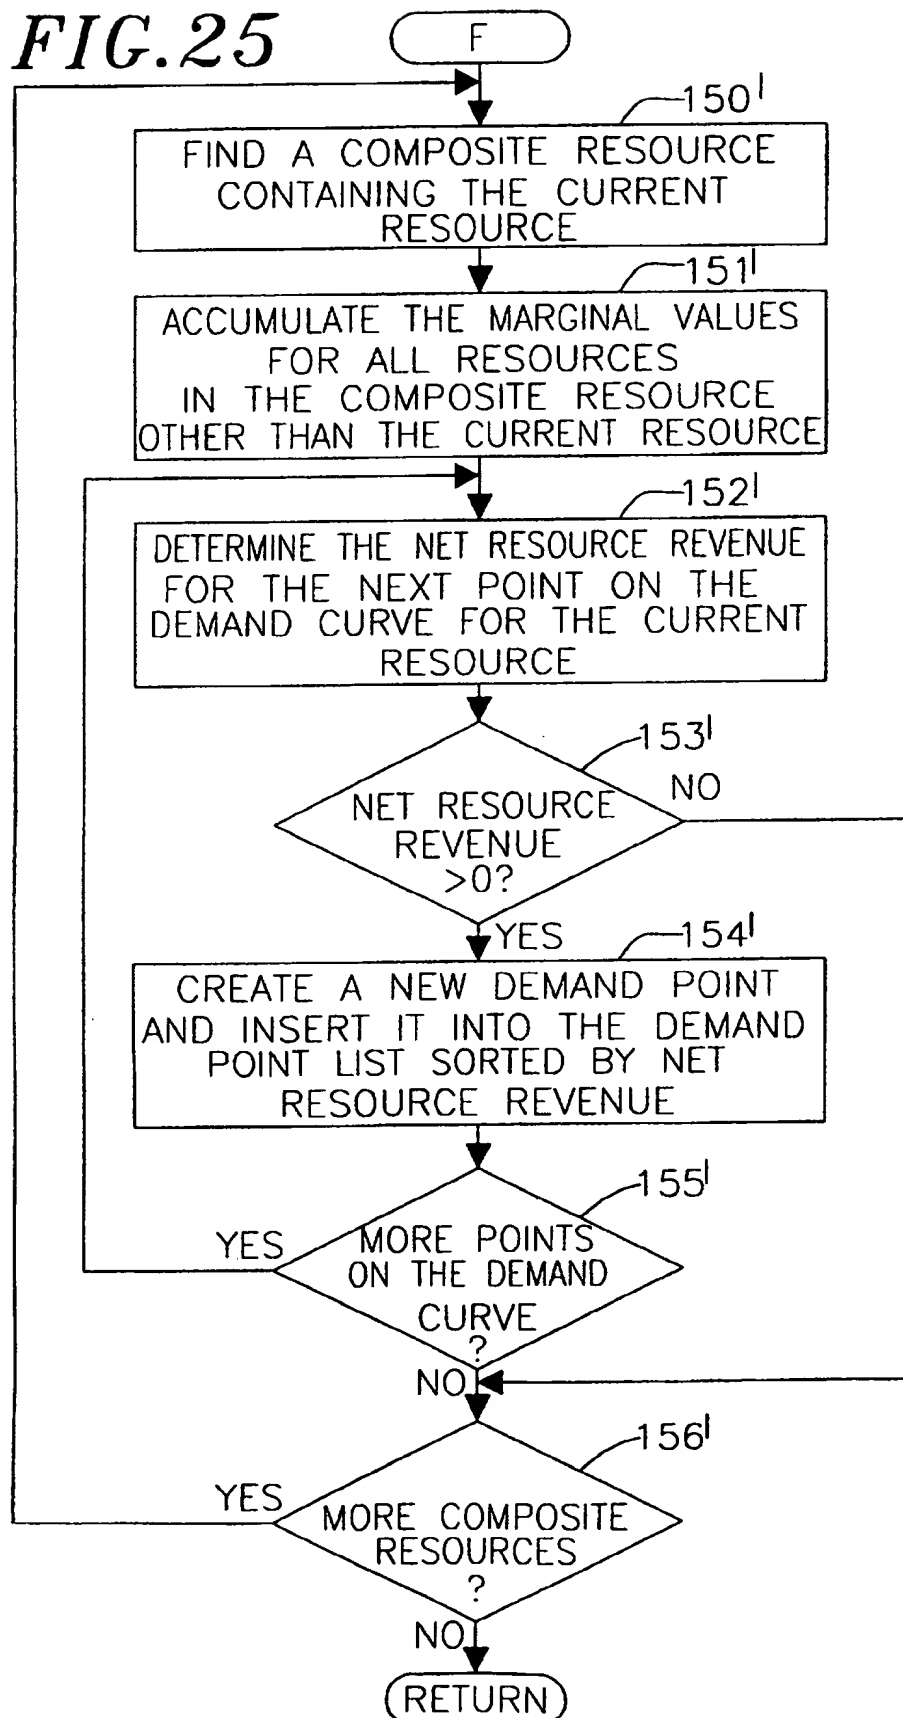 FIG.25
F
150'
FIND A COMPOSITE RESOURCE
CONTAINING THE CURRENT
RESOURCE
151'
ACCUMULATE THE MARGINAL VALUES
FOR ALL RESOURCES
IN THE COMPOSITE RESOURCE
OTHER THAN THE CURRENT RESOURCE
152'
DETERMINE THE NET RESOURCE REVENUE
FOR THE NEXT POINT ON THE
DEMAND CURVE FOR THE CURRENT
RESOURCE
153'
NO
NET RESOURCE
REVENUE
>0?
YES
154'
CREATE A NEW DEMAND POINT
AND INSERT IT INTO THE DEMAND
POINT LIST SORTED BY NET
RESOURCE REVENUE
155'
YES
MORE POINTS
ON THE DEMAND
CURVE
?
NO
156'
YES
MORE COMPOSITE
RESOURCES
?
NO
RETURN